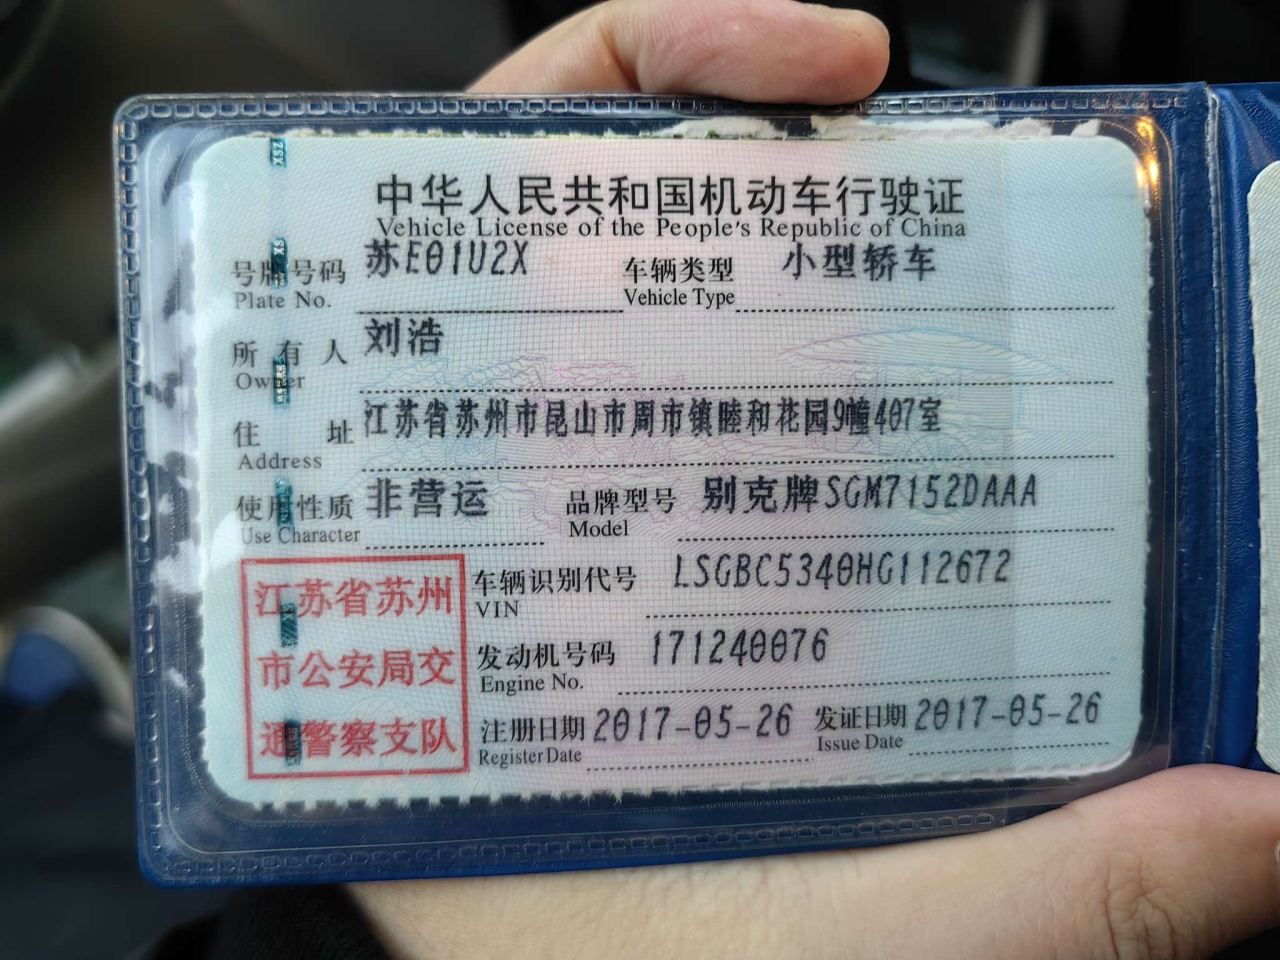 中华人民共和国机动车行驶证
Vehicle License of the People's Republic of China
号牌号码 苏E01U2X 车辆类型 小型轿车
Plate No. Vehicle Type
所有人 刘浩
Owner
住址 江苏省苏州市昆山市周市镇睦和花园9幢407室
Address
使用性质 非营运 品牌型号 别克牌SGM7152DAAA
Use Character Model
江苏省苏州
市公安局交
通警察支队
车辆识别代号 LSGBC5340HG112672
VIN
发动机号码 171240076
Engine No.
注册日期 2017-05-26 发证日期 2017-05-26
Register Date Issue Date